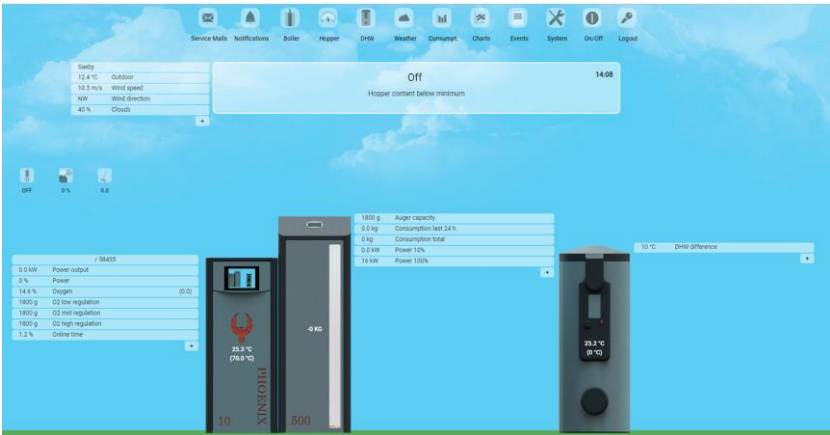 Service Mails Notifications Boiler Hopper DHW Weather Consumpt. Charts Events System On/Off Logout
Saeby
12.4 °C Outdoor
10.3 m/s Wind speed
NW Wind direction
40 % Clouds
+
Off
14:08
Hopper content below minimum
OFF 0 % 0.0
1800 g Auger capacity
0.0 kg Consumption last 24 h.
0 kg Consumption total
0.0 kW Power 10%
16 kW Power 100%
+
10 °C DHW difference
+
/ 58435
0.0 kW Power output
0 % Power
14.6 % Oxygen (0.0)
1800 g O2 low regulation
1800 g O2 mid regulation
1800 g O2 high regulation
1.2 % Online time
+
25.3 °C
(70.0 °C)
PHOENIX
10
-0 KG
500
25.2 °C
(0 °C)